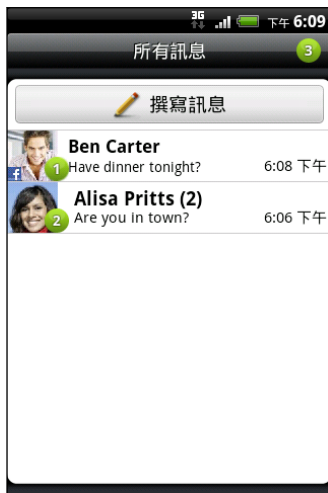 3G 下午 6:09
所有訊息 3
撰寫訊息
Ben Carter
f 1 Have dinner tonight? 6:08 下午
Alisa Pritts (2)
2 Are you in town? 6:06 下午